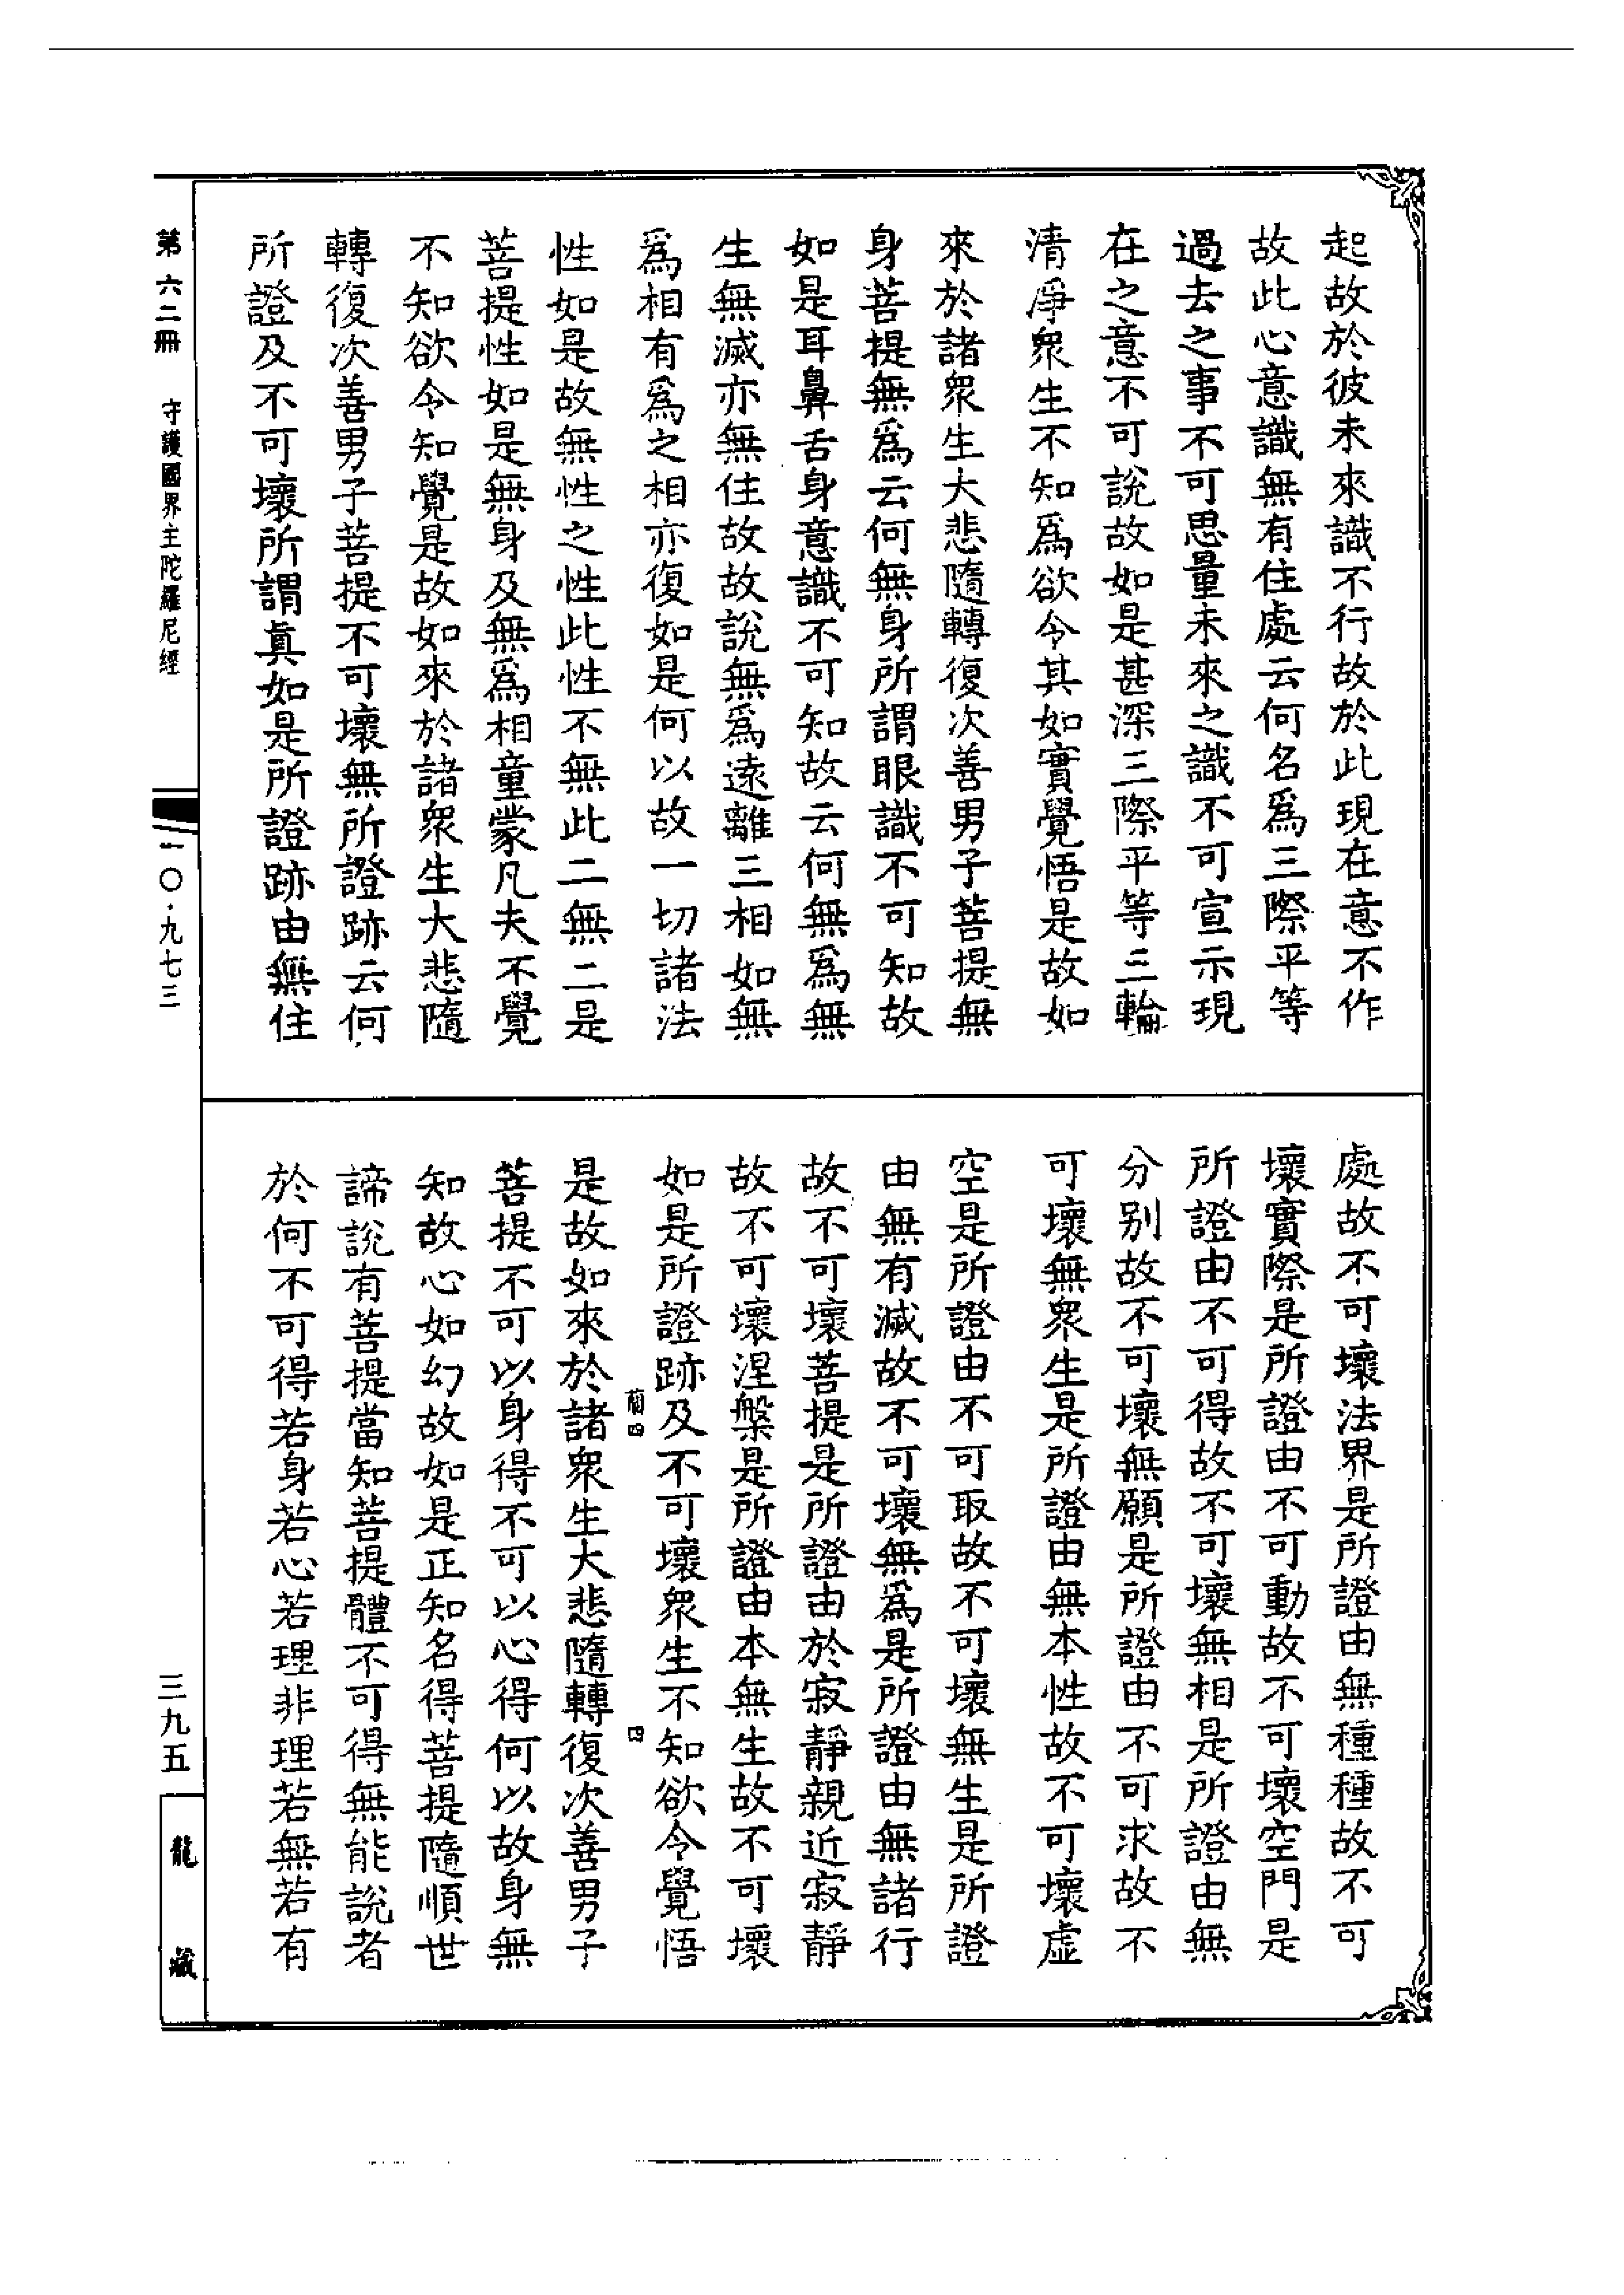 起故於彼未來識不行故於此現在意不作
故此心意識無有住處云何名爲三際平等
過去之事不可思量未來之識不可宣示現
在之意不可說故如是甚深三際平等三輪
清淨衆生不知爲欲令其如實覺悟是故如
來於諸衆生大悲隨轉復次善男子菩提無
身菩提無爲云何無身所謂眼識不可知故
如是耳鼻舌身意識不可知故云何無爲無
生無滅亦無住故故說無爲遠離三相如無
爲相有爲之相亦復如是何以故一切諸法
性如是故無性之性此性不無此二無二是
菩提性如是無身及無爲相童蒙凡夫不覺
不知欲令知覺是故如來於諸衆生大悲隨
轉復次善男子菩提不可壞無所證跡云何
所證及不可壞所謂眞如是所證跡由無住
處故不可壞法界是所證由無種種故不可
壞實際是所證由不可動故不可壞空門是
所證由不可得故不可壞無相是所證由無
分别故不可壞無願是所證由不可求故不
可壞無衆生是所證由無本性故不可壞虛
空是所證由不可取故不可壞無生是所證
由無有滅故不可壞無爲是所證由無諸行
故不可壞菩提是所證由於寂靜親近寂靜
故不可壞涅槃是所證由本無生故不可壞
如是所證跡及不可壞衆生不知欲令覺悟
蘭四 四
是故如來於諸衆生大悲隨轉復次善男子
菩提不可以身得不可以心得何以故身無
知故心如幻故如是正知名得菩提隨順世
諦說有菩提當知菩提體不可得無能說者
於何不可得若身若心若理非理若無若有
第六二冊 守護國界主陀羅尼經 一〇·九七三
三九五 龍藏